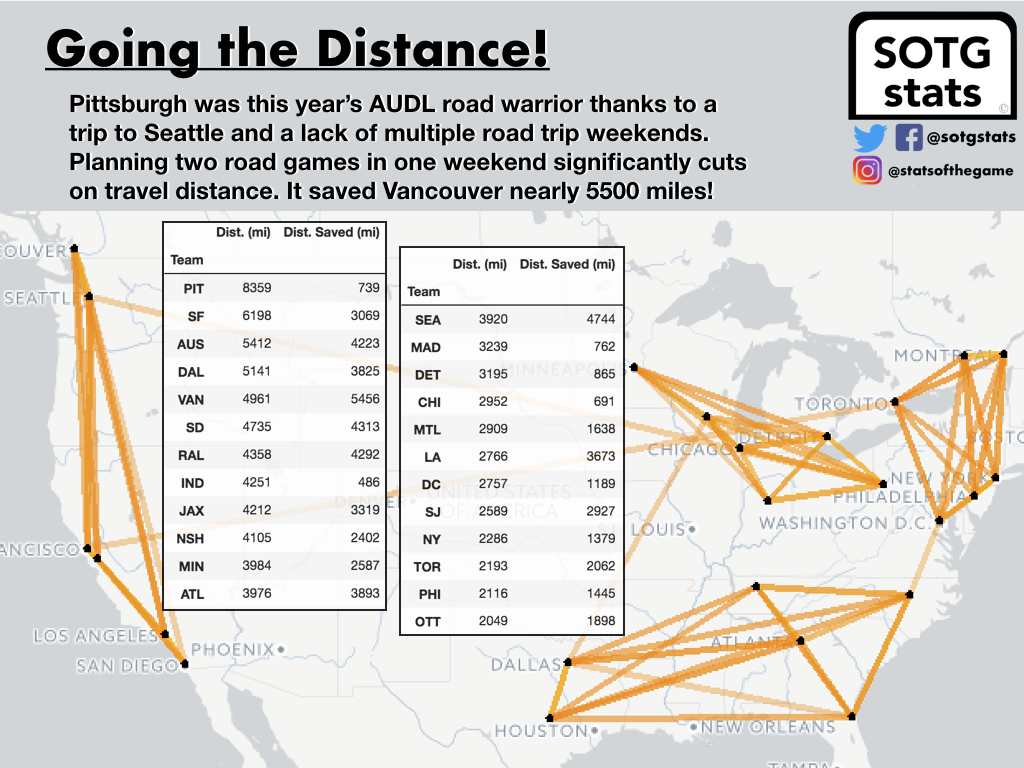 Going the Distance!
SOTG
stats
©
Pittsburgh was this year's AUDL road warrior thanks to a
trip to Seattle and a lack of multiple road trip weekends.
Planning two road games in one weekend significantly cuts
on travel distance. It saved Vancouver nearly 5500 miles!
@sotgstats
@statsofthegame
Dist. (mi) Dist. Saved (mi)
Team
PIT 8359 739
SF 6198 3069
AUS 5412 4223
DAL 5141 3825
VAN 4961 5456
SD 4735 4313
RAL 4358 4292
IND 4251 486
JAX 4212 3319
NSH 4105 2402
MIN 3984 2587
ATL 3976 3893
Dist. (mi) Dist. Saved (mi)
Team
SEA 3920 4744
MAD 3239 762
DET 3195 865
CHI 2952 691
MTL 2909 1638
LA 2766 3673
DC 2757 1189
SJ 2589 2927
NY 2286 1379
TOR 2193 2062
PHI 2116 1445
OTT 2049 1898
OUVER
SEATTLE
ANCISCO
LOS ANGELES
SAN DIEGO
PHOENIX
DENVER
UNITED STATES
OF AMERICA
MINNEAPOLIS
CHICAGO
DETROIT
TORONTO
MONTREAL
BOSTO
NEW YORK
PHILADELPHIA
WASHINGTON D.C.
ST. LOUIS
ATLANT
DALLAS
HOUSTON
NEW ORLEANS
TAMPA